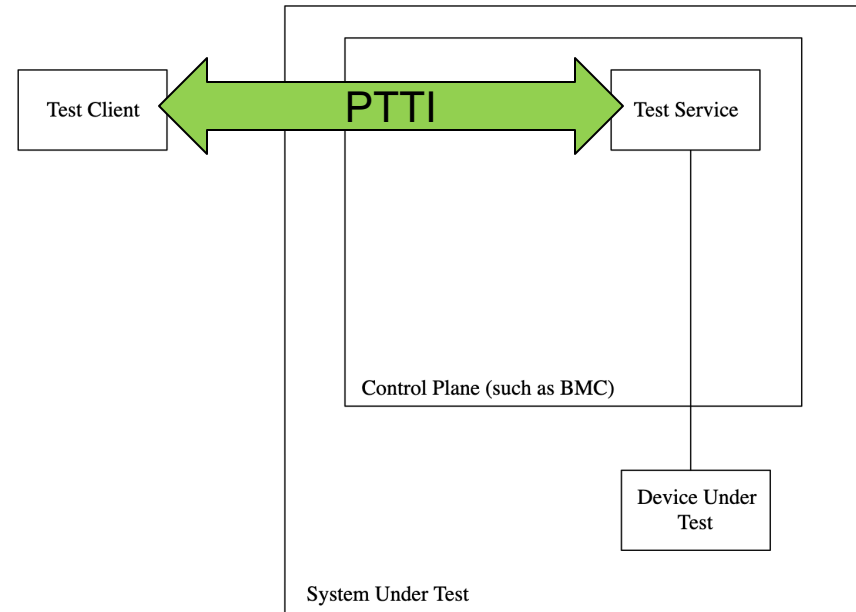 Test Client
PTTI
Test Service
Control Plane (such as BMC)
Device Under
Test
System Under Test